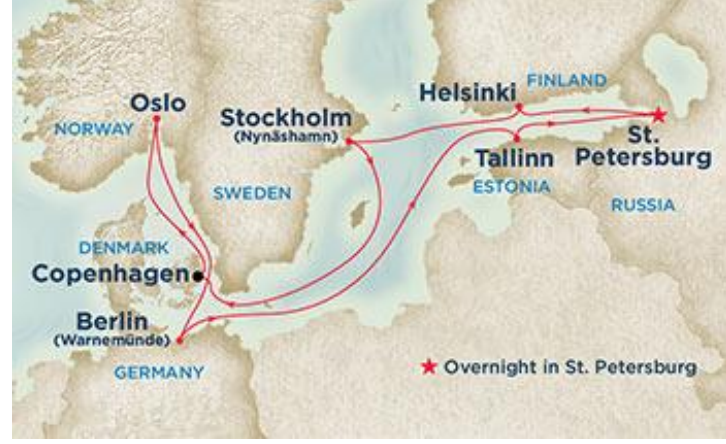 Helsinki
FINLAND
Oslo
Stockholm
(Nynäshamn)
NORWAY
St.
Petersburg
Tallinn
ESTONIA
SWEDEN
RUSSIA
DENMARK
Copenhagen
Berlin
(Warnemünde)
GERMANY
Overnight in St. Petersburg